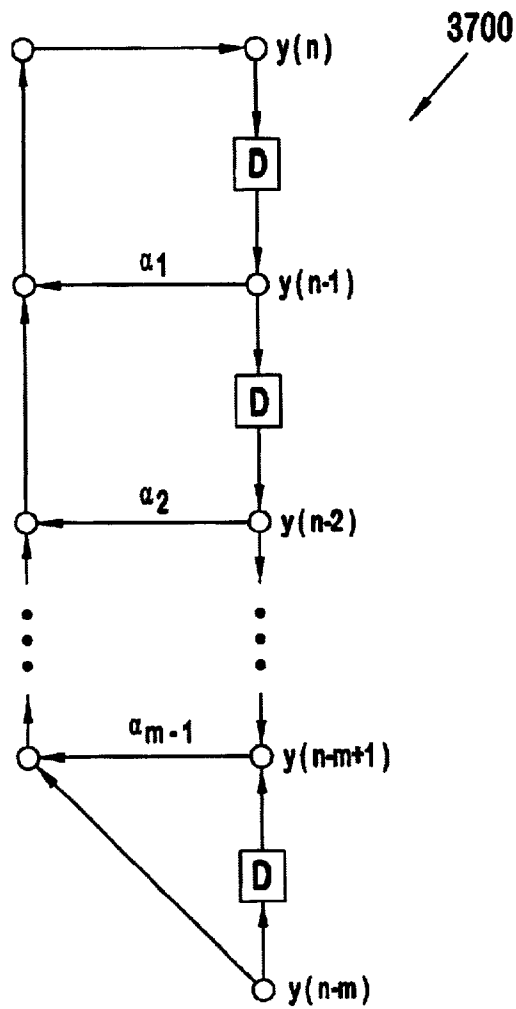 3700
y(n)
D
α1
y(n-1)
D
α2
y(n-2)
αm-1
y(n-m+1)
D
y(n-m)